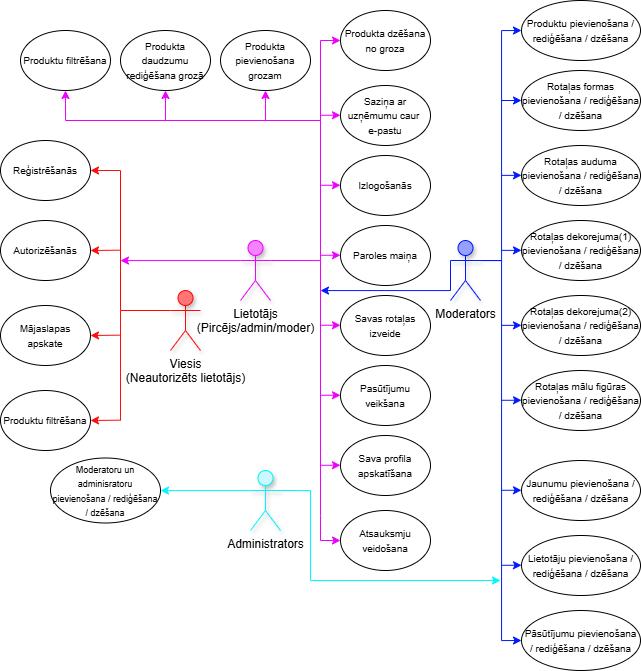 Produktu filtrēšana
Produkta
daudzumu
rediģēšana grozā
Produkta
pievienošana
grozam
Produkta dzēšana
no groza
Produktu pievienošana /
rediģēšana / dzēšana
Saziņa ar
uzņēmumu caur
e-pastu
Rotaļas formas
pievienošana / rediģēšana
/ dzēšana
Reģistrēšanās
Izlogošanās
Rotaļas auduma
pievienošana / rediģēšana
/ dzēšana
Autorizēšanās
Paroles maiņa
Rotaļas dekorejuma(1)
pievienošana / rediģēšana
/ dzēšana
Lietotājs
(Pircējs/admin/moder)
Moderators
Mājaslapas
apskate
Viesis
(Neautorizēts lietotājs)
Savas rotaļas
izveide
Rotaļas dekorejuma(2)
pievienošana / rediģēšana
/ dzēšana
Produktu filtrēšana
Pasūtījumu
veikšana
Rotaļas mālu figūras
pievienošana / rediģēšana
/ dzēšana
Moderatoru un
adminisratoru
pievienošana / rediģēšana
/ dzēšana
Sava profila
apskatīšana
Jaunumu pievienošana /
rediģēšana / dzēšana
Administrators
Atsauksmju
veidošana
Lietotāju pievienošana /
rediģēšana / dzēšana
Pāsūtījumu pievienošana
/ rediģēšana / dzēšana